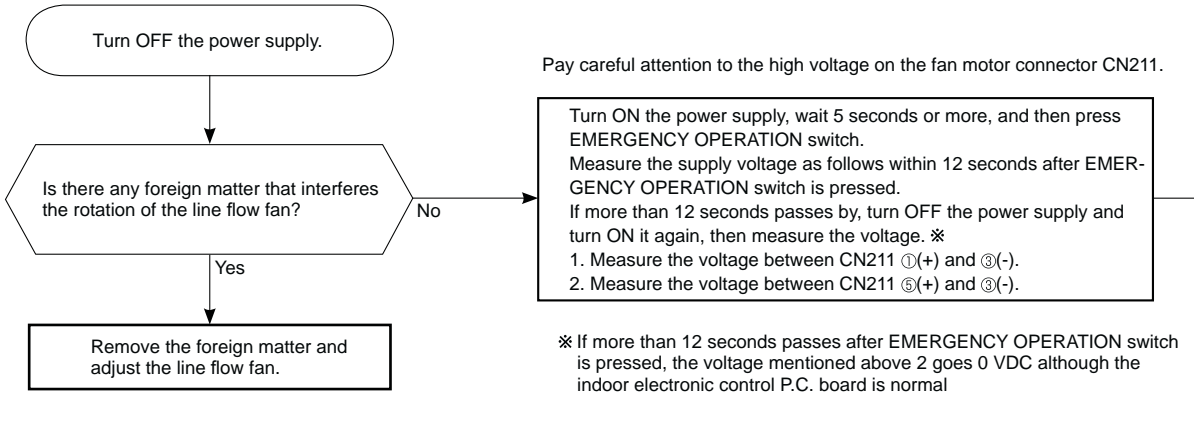 Turn OFF the power supply.
Is there any foreign matter that interferes
the rotation of the line flow fan?
No
Yes
Remove the foreign matter and
adjust the line flow fan.
Pay careful attention to the high voltage on the fan motor connector CN211.
Turn ON the power supply, wait 5 seconds or more, and then press
EMERGENCY OPERATION switch.
Measure the supply voltage as follows within 12 seconds after EMER-
GENCY OPERATION switch is pressed.
If more than 12 seconds passes by, turn OFF the power supply and
turn ON it again, then measure the voltage. ※
1. Measure the voltage between CN211 ①(+) and ③(-).
2. Measure the voltage between CN211 ⑤(+) and ③(-).
※ If more than 12 seconds passes after EMERGENCY OPERATION switch
is pressed, the voltage mentioned above 2 goes 0 VDC although the
indoor electronic control P.C. board is normal